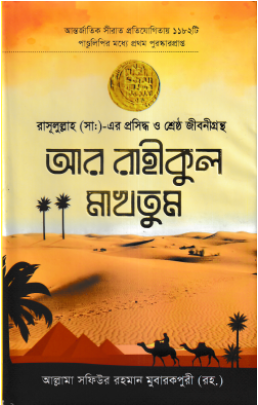 আন্তর্জাতিক সীরাত প্রতিযোগিতায় ১১৮২টি
পান্ডুলিপির মধ্যে প্রথম পুরষ্কারপ্রাপ্ত
রাসূলুল্লাহ (সাঃ)-এর প্রসিদ্ধ ও শ্রেষ্ঠ জীবনীগ্রন্থ
আর রাহীকুল
মাখতুম
আল্লামা সফিউর রহমান মুবারকপুরী (রহ.)